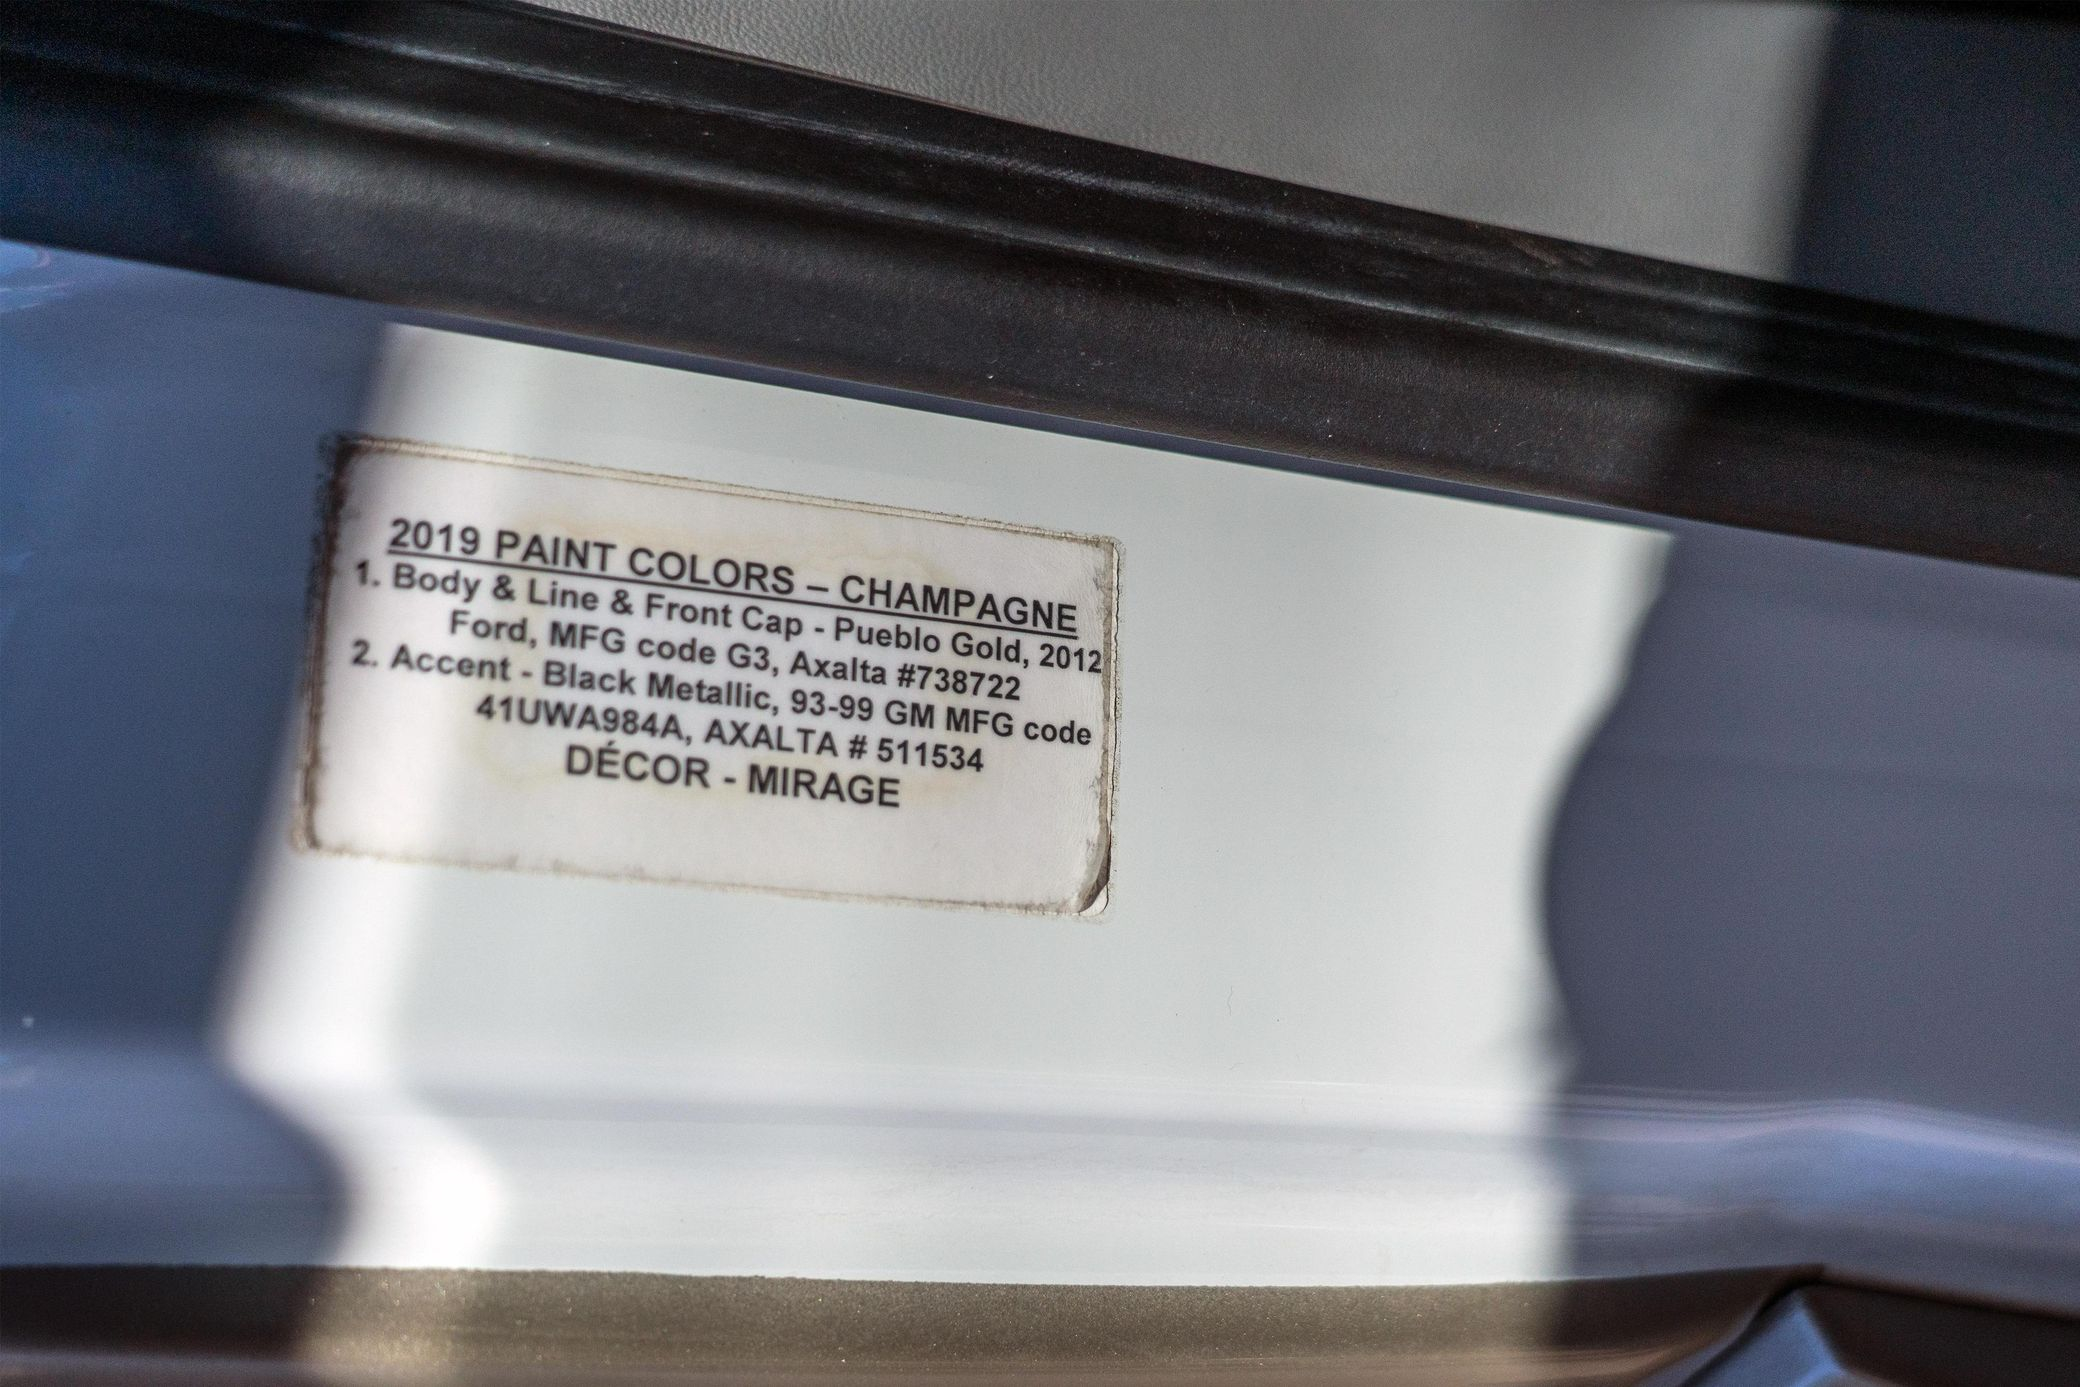 2019 PAINT COLORS – CHAMPAGNE
1. Body & Line & Front Cap - Pueblo Gold, 2012
Ford, MFG code G3, Axalta #738722
2. Accent - Black Metallic, 93-99 GM MFG code
41UWA984A, AXALTA # 511534
DÉCOR - MIRAGE